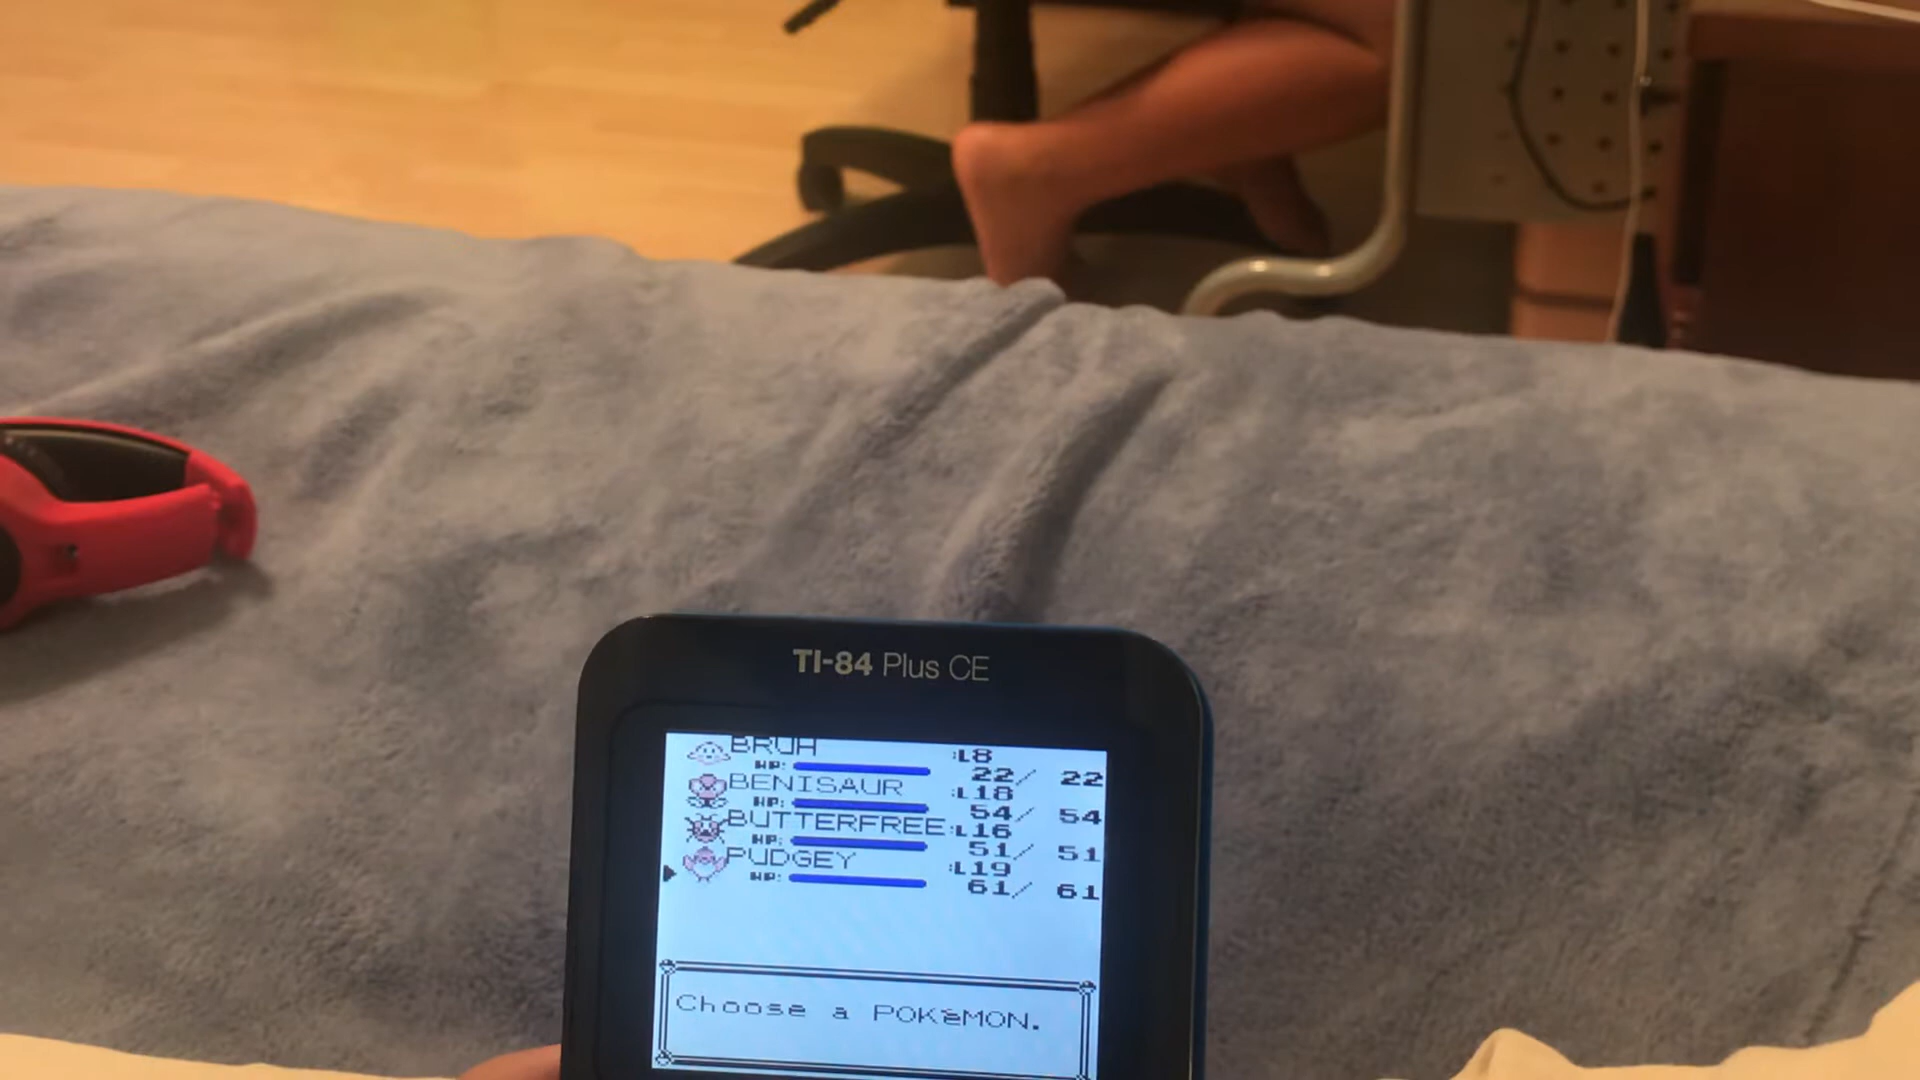 TI-84 Plus CE
BRUH :L8
HP: 22/ 22
BENISAUR :L18
HP: 54/ 54
BUTTERFREE :L16
HP: 51/ 51
PUDGEY :L19
HP: 61/ 61
Choose a POKéMON.